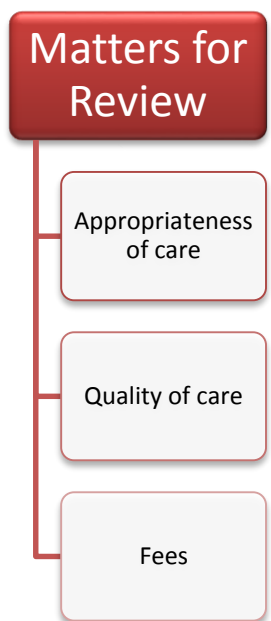 Matters for
Review
Appropriateness
of care
Quality of care
Fees